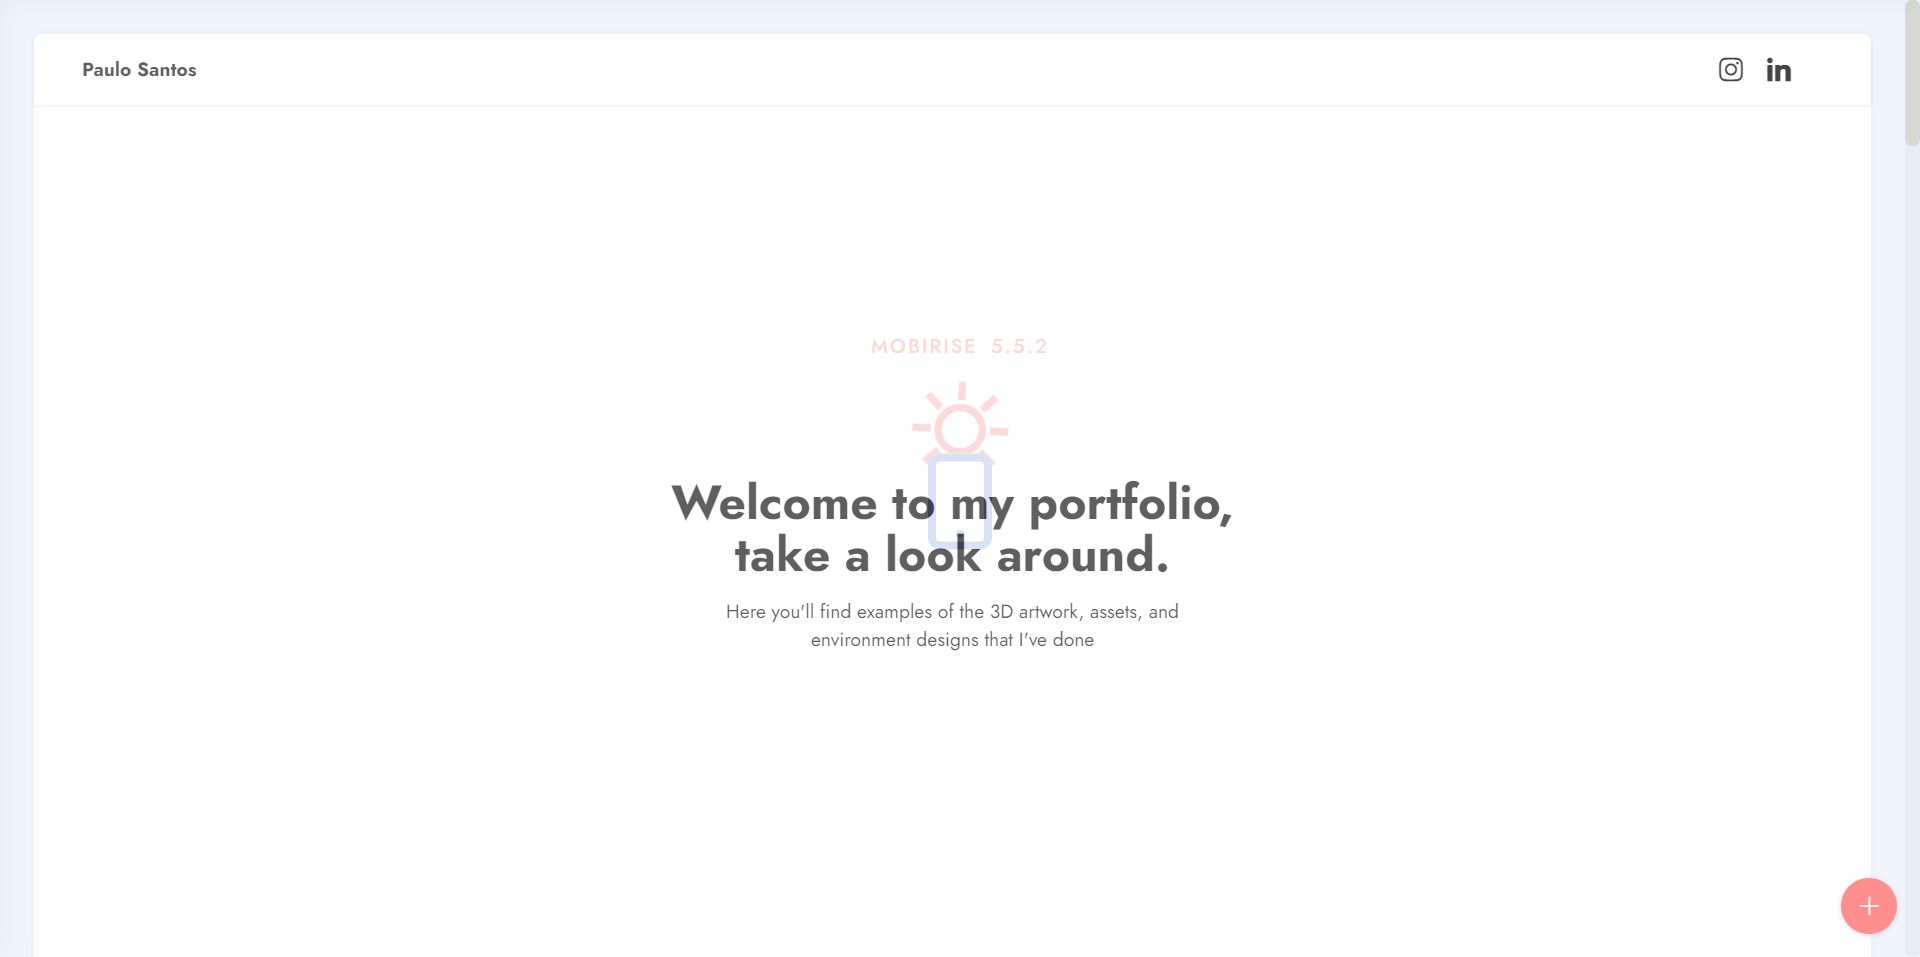 Paulo Santos
MOBIRISE 5.5.2
Welcome to my portfolio,
take a look around.
Here you'll find examples of the 3D artwork, assets, and
environment designs that I've done